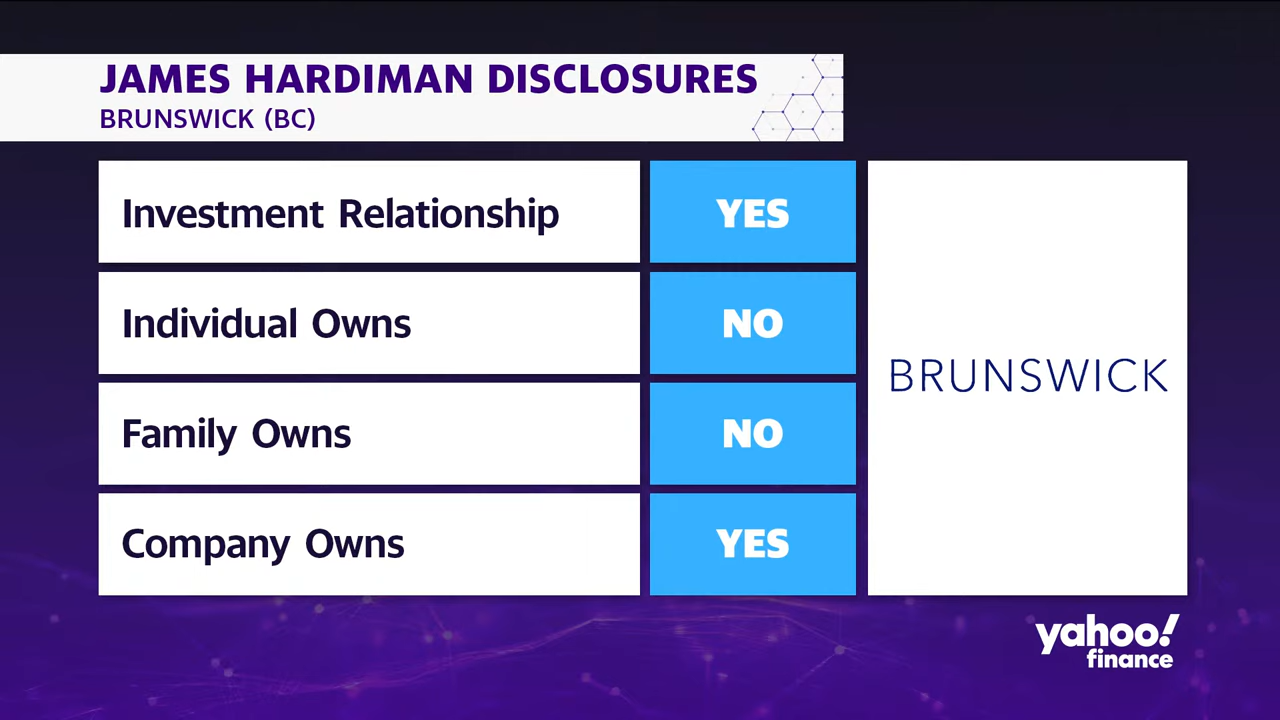 JAMES HARDIMAN DISCLOSURES
BRUNSWICK (BC)
Investment Relationship YES
Individual Owns NO
Family Owns NO
Company Owns YES
BRUNSWICK
yahoo!
finance